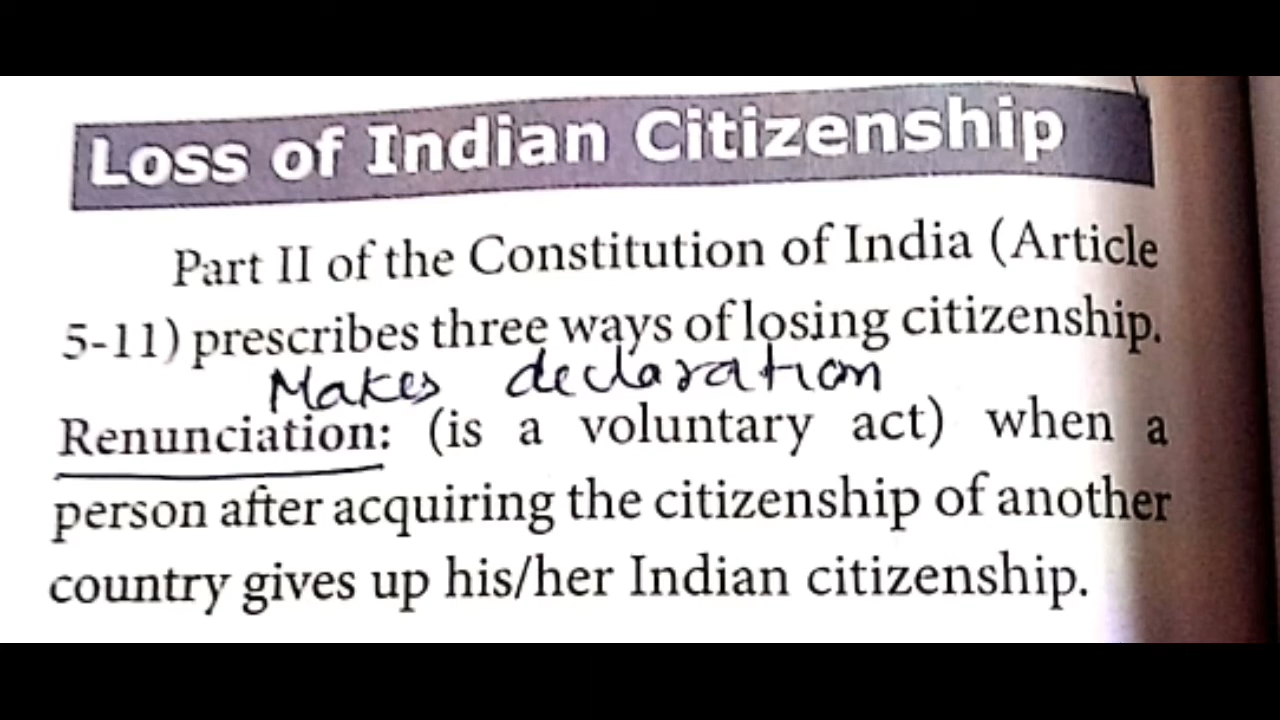 Loss of Indian Citizenship
Part II of the Constitution of India (Article
5-11) prescribes three ways of losing citizenship.
Makes declaration
Renunciation: (is a voluntary act) when a
person after acquiring the citizenship of another
country gives up his/her Indian citizenship.